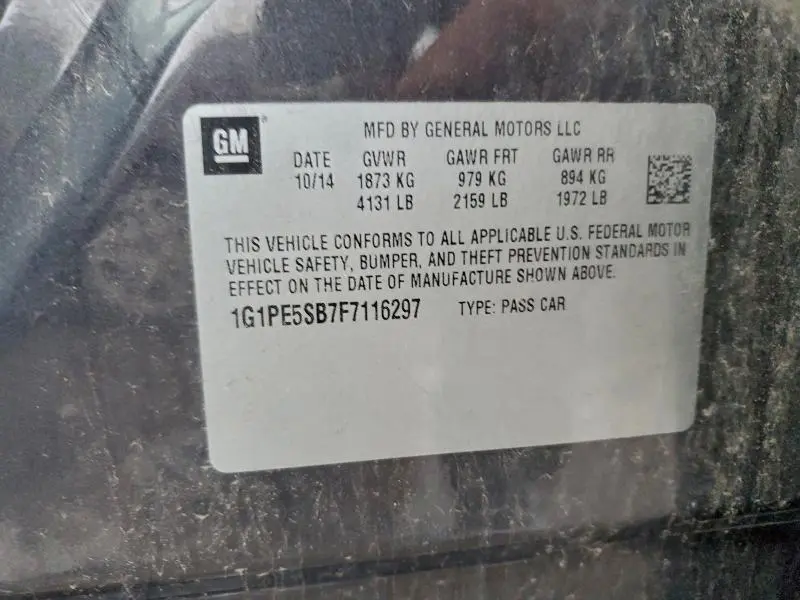 GM
MFD BY GENERAL MOTORS LLC
DATE GVWR GAWR FRT GAWR RR
10/14 1873 KG 979 KG 894 KG
4131 LB 2159 LB 1972 LB
THIS VEHICLE CONFORMS TO ALL APPLICABLE U.S. FEDERAL MOTOR
VEHICLE SAFETY, BUMPER, AND THEFT PREVENTION STANDARDS IN
EFFECT ON THE DATE OF MANUFACTURE SHOWN ABOVE.
1G1PE5SB7F7116297 TYPE: PASS CAR